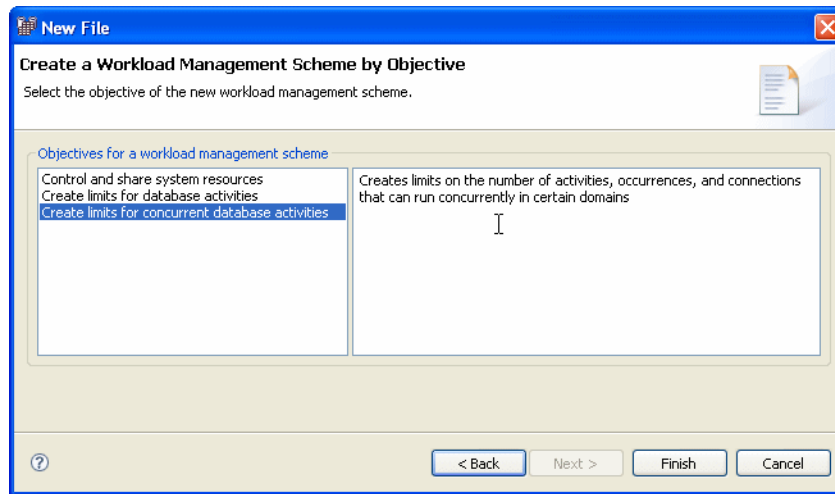 New File
Create a Workload Management Scheme by Objective
Select the objective of the new workload management scheme.
Objectives for a workload management scheme
Control and share system resources
Create limits for database activities
Create limits for concurrent database activities
Creates limits on the number of activities, occurrences, and connections
that can run concurrently in certain domains
?
< Back
Next >
Finish
Cancel